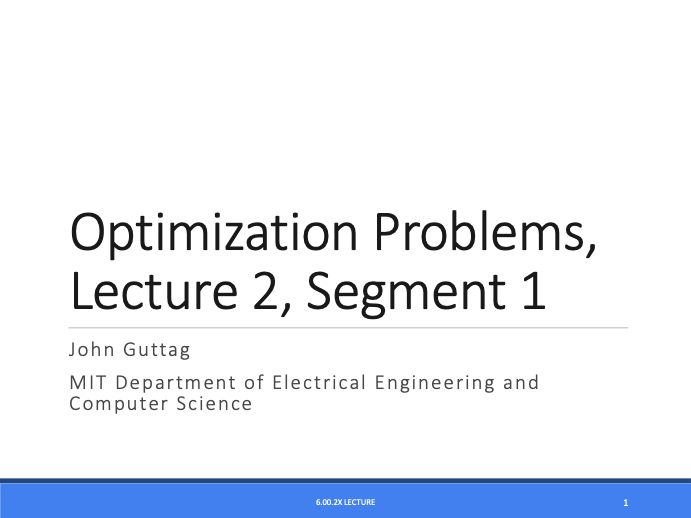 Optimization Problems,
Lecture 2, Segment 1
John Guttag
MIT Department of Electrical Engineering and
Computer Science
6.00.2X LECTURE
1